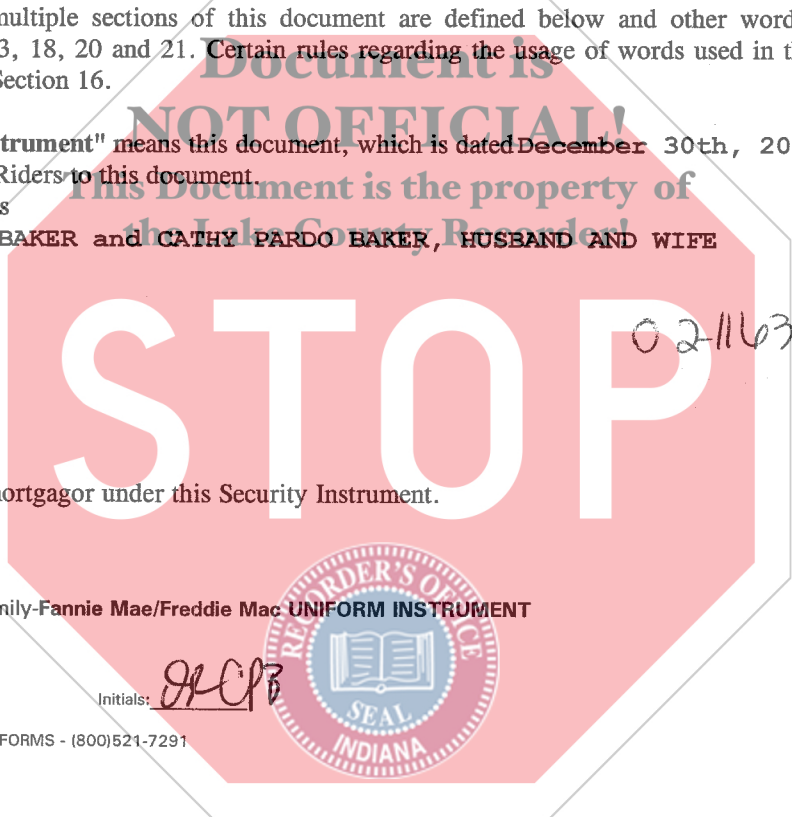 multiple sections of this document are defined below and other word
3, 18, 20 and 21. Certain rules regarding the usage of words used in t
Section 16.
Document is
NOT OFFICIAL!
This Document is the property of
the Lake County Recorder!
trument" means this document, which is dated December 30th, 20
Riders to this document.
s
BAKER and CATHY PARDO BAKER, HUSBAND AND WIFE
02-1163
STOP
ortgagor under this Security Instrument.
mily-Fannie Mae/Freddie Mac UNIFORM INSTRUMENT
RECORDER'S OFFICE
SEAL
INDIANA
Initials: CPB
FORMS - (800)521-7291